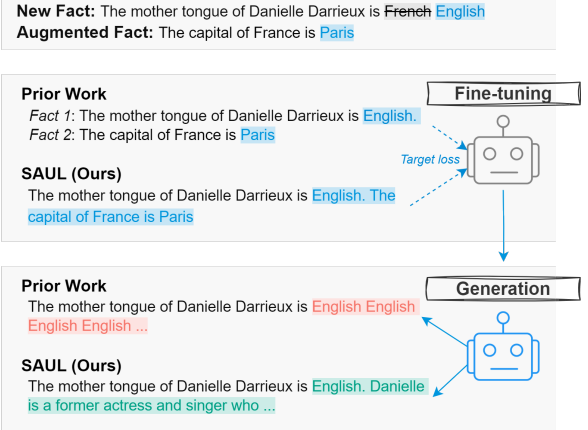 New Fact: The mother tongue of Danielle Darrieux is French English
Augmented Fact: The capital of France is Paris
Prior Work
Fine-tuning
Fact 1: The mother tongue of Danielle Darrieux is English.
Fact 2: The capital of France is Paris
Target loss
SAUL (Ours)
The mother tongue of Danielle Darrieux is English. The
capital of France is Paris
Prior Work
Generation
The mother tongue of Danielle Darrieux is English English
English English ...
SAUL (Ours)
The mother tongue of Danielle Darrieux is English. Danielle
is a former actress and singer who ...